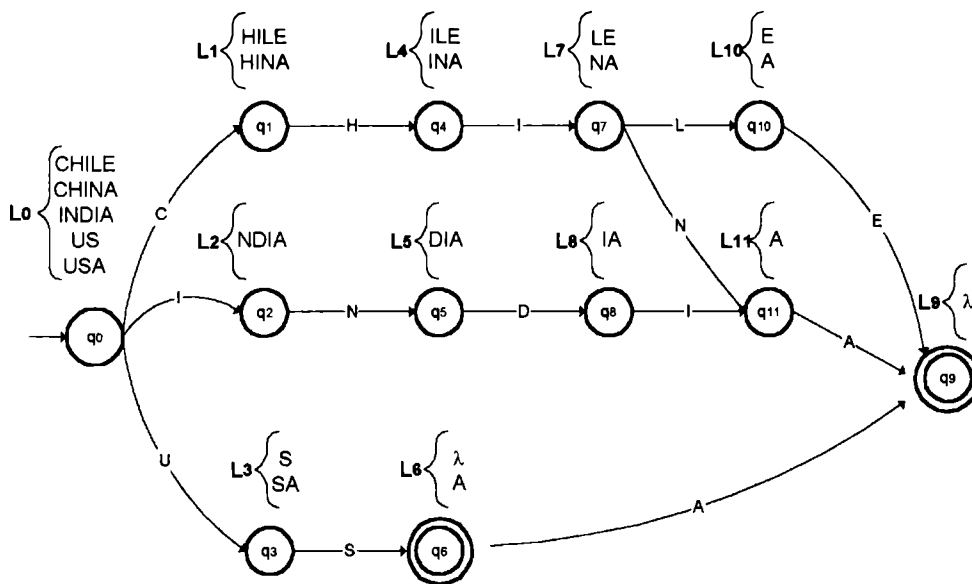 L1
HILE
HINA
L4
ILE
INA
L7
LE
NA
L10
E
A
q1
H
q4
I
q7
L
q10
L0
CHILE
CHINA
INDIA
US
USA
C
N
E
L2
NDIA
L5
DIA
L8
IA
L11
A
I
q2
N
q5
D
q8
I
q11
L9
λ
q0
A
q9
U
L3
S
SA
L6
λ
A
A
q3
S
q6